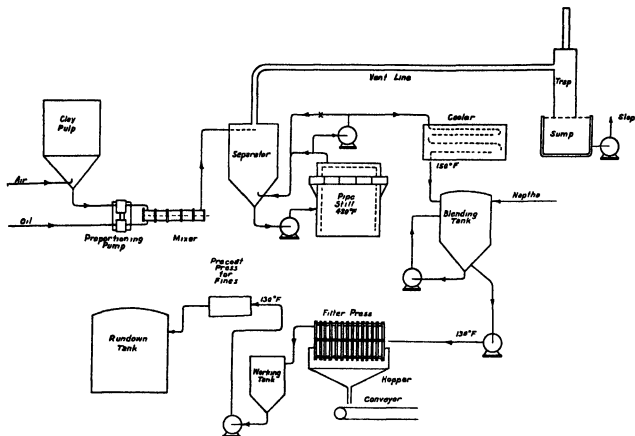 Vent Line
Trap
Slop
Sump
Clay
Pulp
Separator
Cooler
150°F
Air
Oil
Proportioning
Pump
Mixer
Pipe
Still
420°F
Naptha
Blending
Tank
Precoat
Press
for
Fines
130°F
Filter Press
130°F
Rundown
Tank
Working
Tank
Hopper
Conveyor